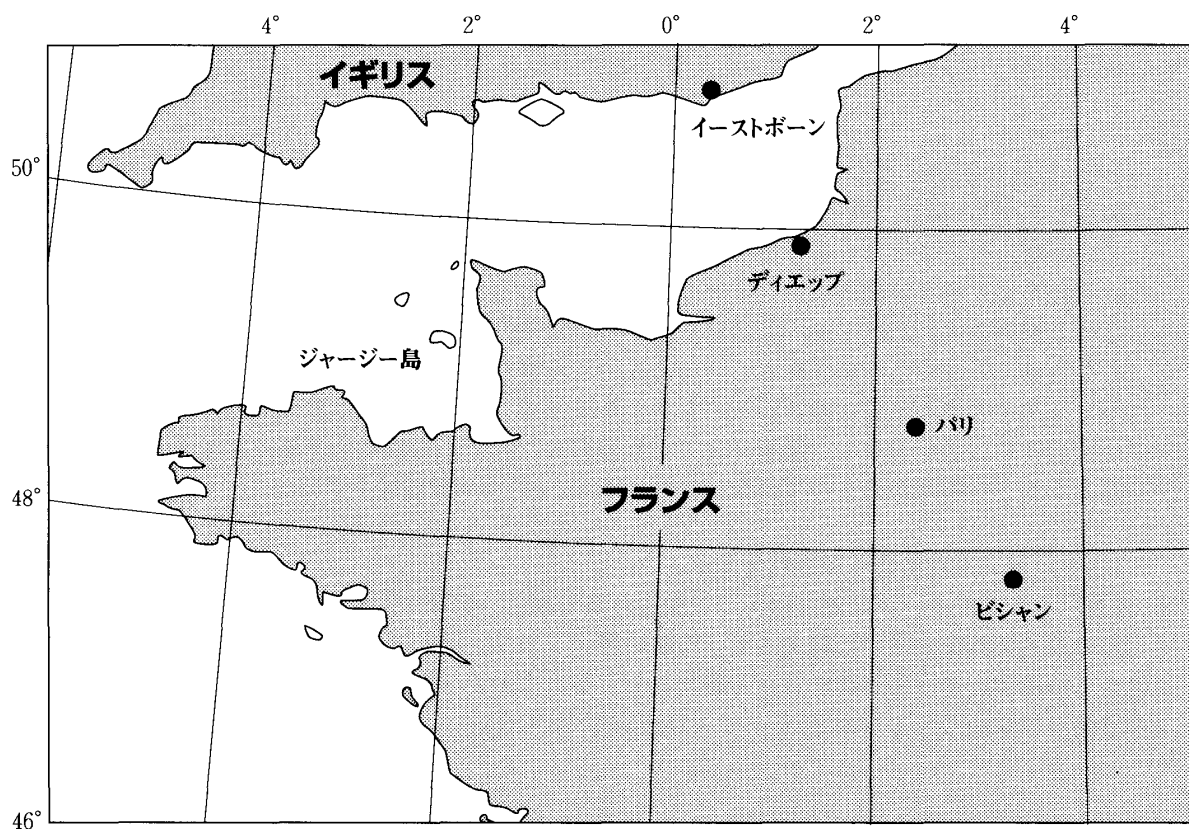 4° 2° 0° 2° 4°
イギリス
イーストボーン
50°
ディエップ
ジャージー島
パリ
48°
フランス
ビシャン
46°